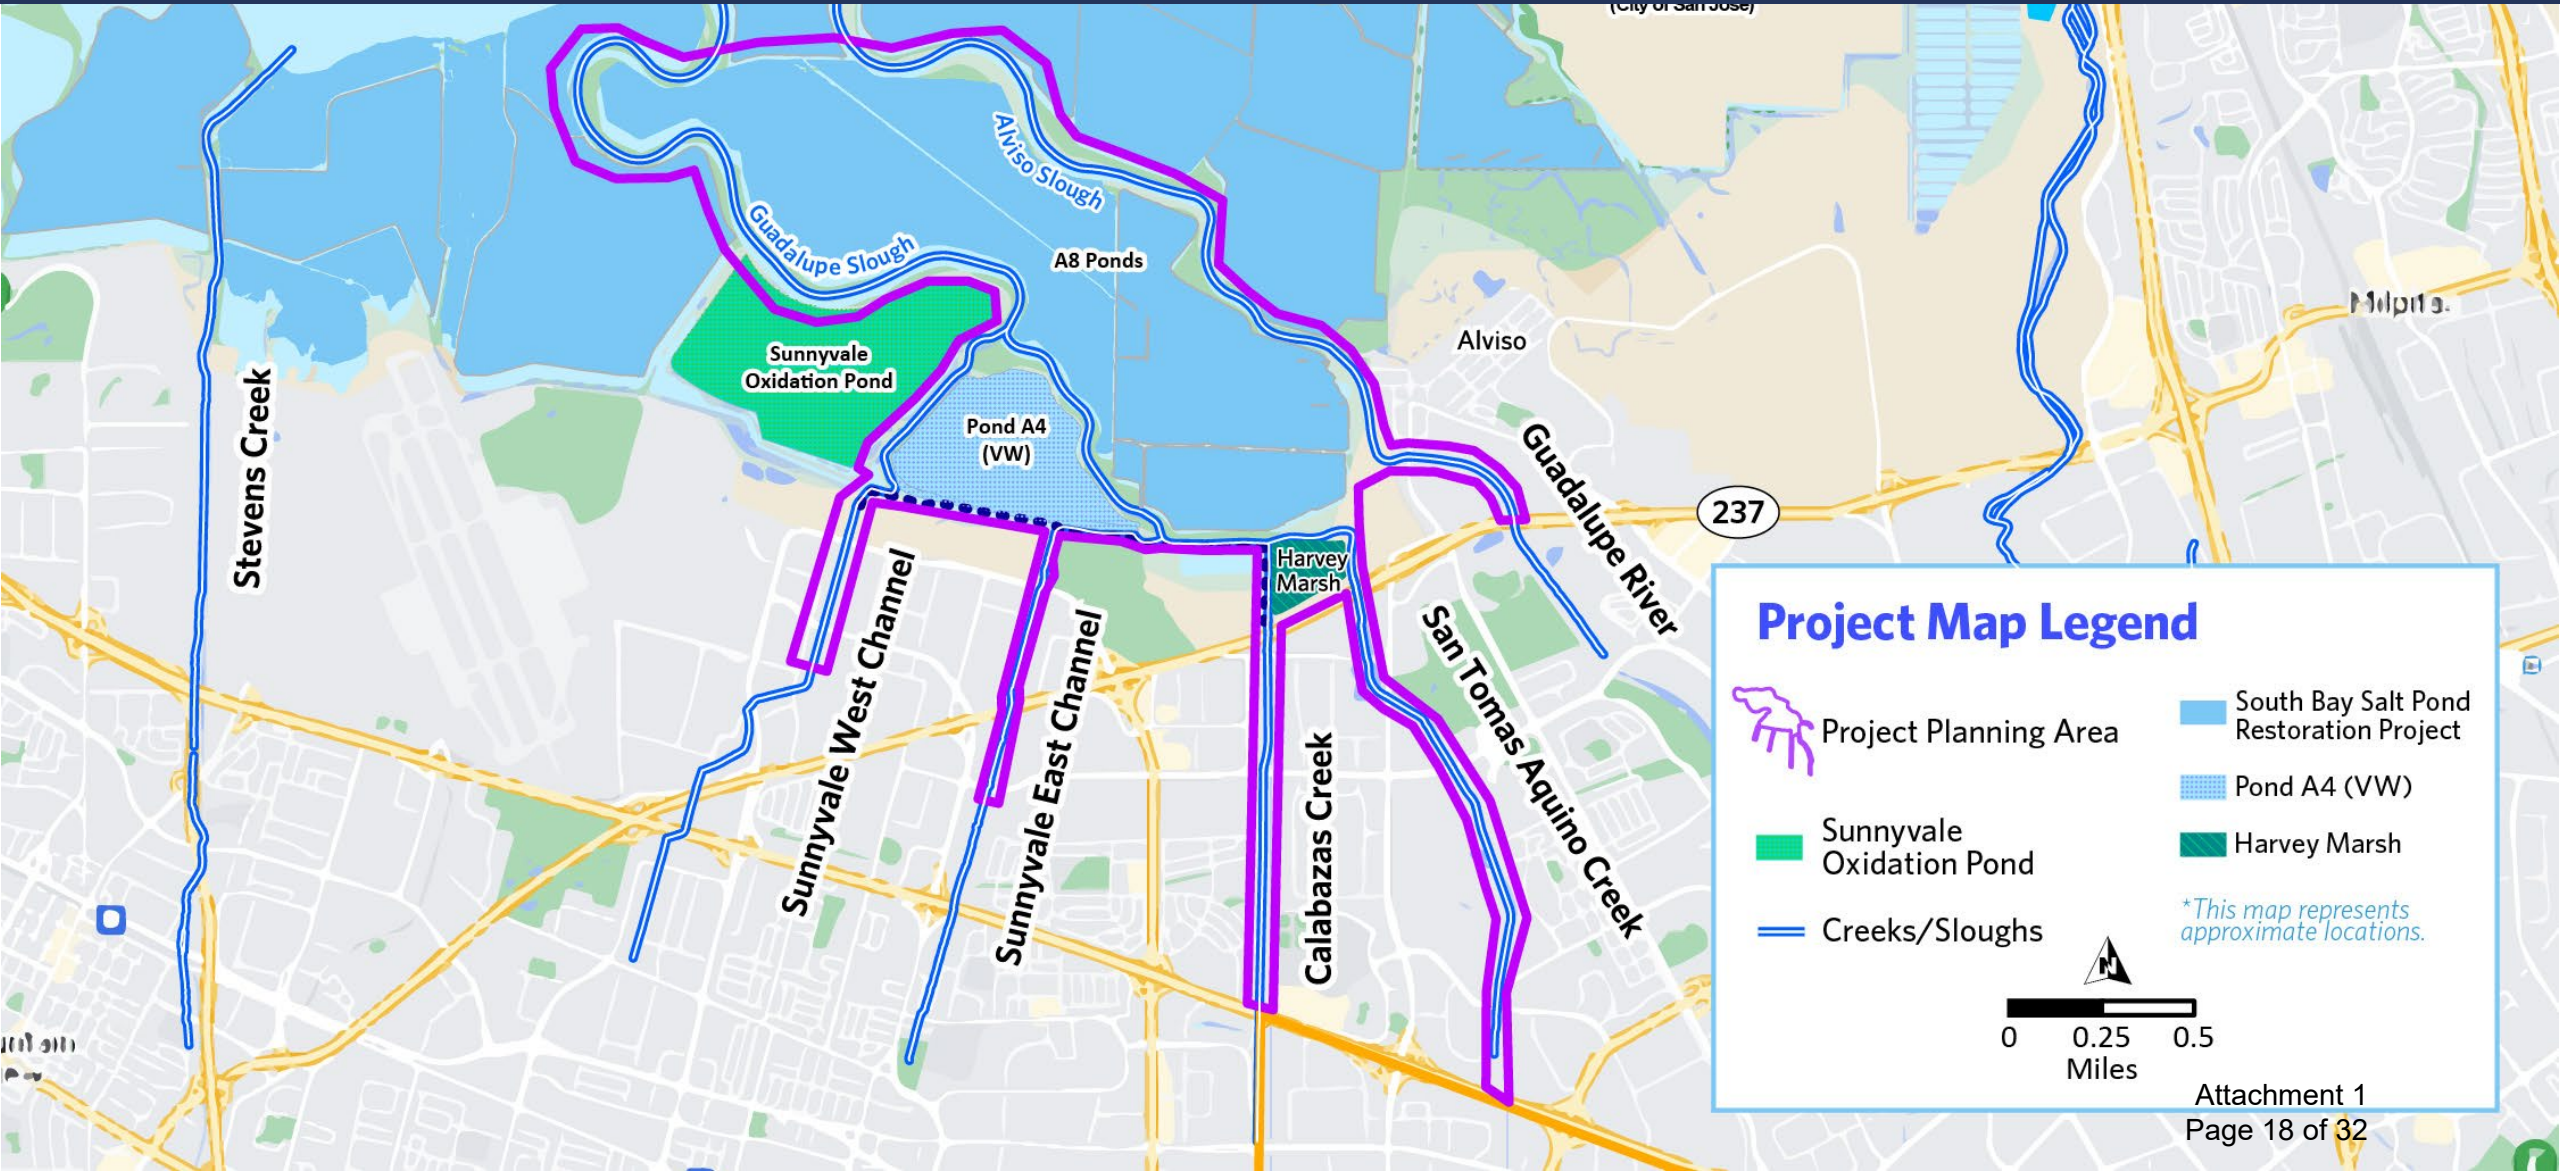 (City of San Jose)
Alviso Slough
Guadalupe Slough
A8 Ponds
Sunnyvale
Oxidation Pond
Pond A4
(VW)
Alviso
Stevens Creek
Guadalupe River
237
Harvey
Marsh
Sunnyvale West Channel
Sunnyvale East Channel
Calabazas Creek
San Tomas Aquino Creek
Project Map Legend
Project Planning Area
Sunnyvale
Oxidation Pond
Creeks/Sloughs
South Bay Salt Pond
Restoration Project
Pond A4 (VW)
Harvey Marsh
*This map represents
approximate locations.
N
0 0.25 0.5
Miles
Attachment 1
Page 18 of 32